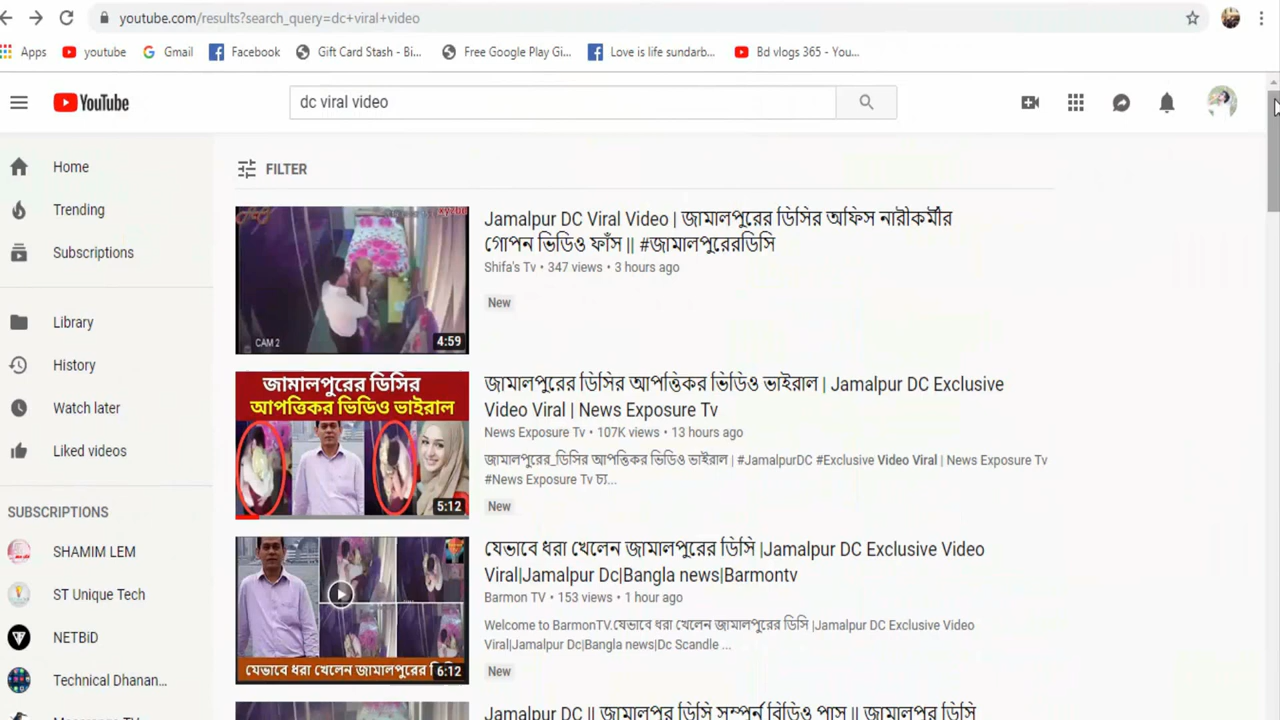 youtube.com/results?search_query=dc+viral+video
Apps youtube Gmail Facebook Gift Card Stash - Bi... Free Google Play Gi... Love is life sundarb... Bd vlogs 365 - You...
YouTube
dc viral video
Home
Trending
Subscriptions
Library
History
Watch later
Liked videos
SUBSCRIPTIONS
SHAMIM LEM
ST Unique Tech
NETBiD
Technical Dhanan...
FILTER
CAM 2
4:59
Jamalpur DC Viral Video | জামালপুরের ডিসির অফিস নারীকর্মীর
গোপন ভিডিও ফাঁস || #জামালপুরেরডিসি
Shifa's Tv • 347 views • 3 hours ago
New
জামালপুরের ডিসির
আপত্তিকর ভিডিও ভাইরাল
5:12
জামালপুরের ডিসির আপত্তিকর ভিডিও ভাইরাল | Jamalpur DC Exclusive
Video Viral | News Exposure Tv
News Exposure Tv • 107K views • 13 hours ago
জামালপুরের_ডিসির আপত্তিকর ভিডিও ভাইরাল | #JamalpurDC #Exclusive Video Viral | News Exposure Tv
#News Exposure Tv চ্য...
New
যেভাবে ধরা খেলেন জামালপুরের
6:12
যেভাবে ধরা খেলেন জামালপুরের ডিসি |Jamalpur DC Exclusive Video
Viral|Jamalpur Dc|Bangla news|Barmontv
Barmon TV • 153 views • 1 hour ago
Welcome to BarmonTV.যেভাবে ধরা খেলেন জামালপুরের ডিসি |Jamalpur DC Exclusive Video
Viral|Jamalpur Dc|Bangla news|Dc Scandle ...
New
Jamalpur DC || জামালপুর ডিসি সম্পূর্ন ভিডিও পাস || জামালপুর ডিসি